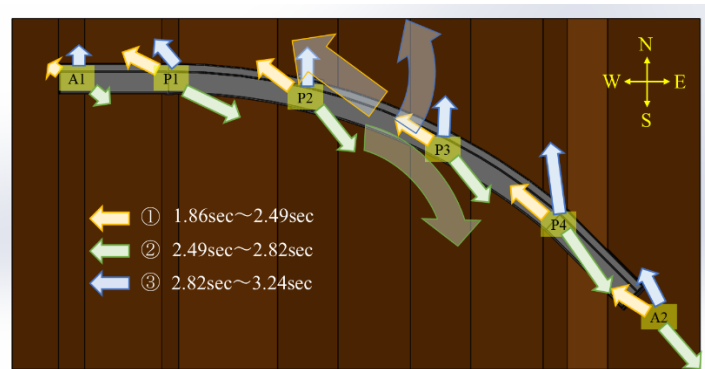 N
W E
S
A1
P1
P2
P3
P4
A2
① 1.86sec～2.49sec
② 2.49sec～2.82sec
③ 2.82sec～3.24sec